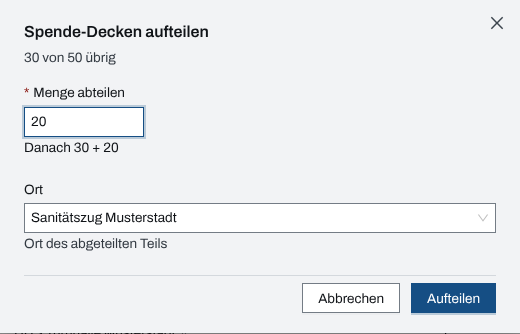 Spende-Decken aufteilen
30 von 50 übrig
* Menge abteilen
20
Danach 30 + 20
Ort
Sanitätszug Musterstadt
Ort des abgeteilten Teils
Abbrechen
Aufteilen